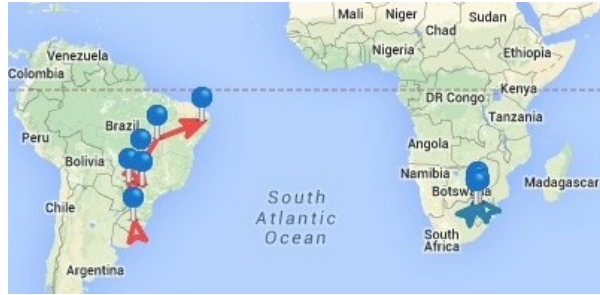 Venezuela
Colombia
Brazil
Peru
Bolivia
Chile
Argentina
South
Atlantic
Ocean
Mali
Niger
Sudan
Chad
Nigeria
Ethiopia
DR Congo
Kenya
Tanzania
Angola
Namibia
Botswana
Madagascar
South
Africa